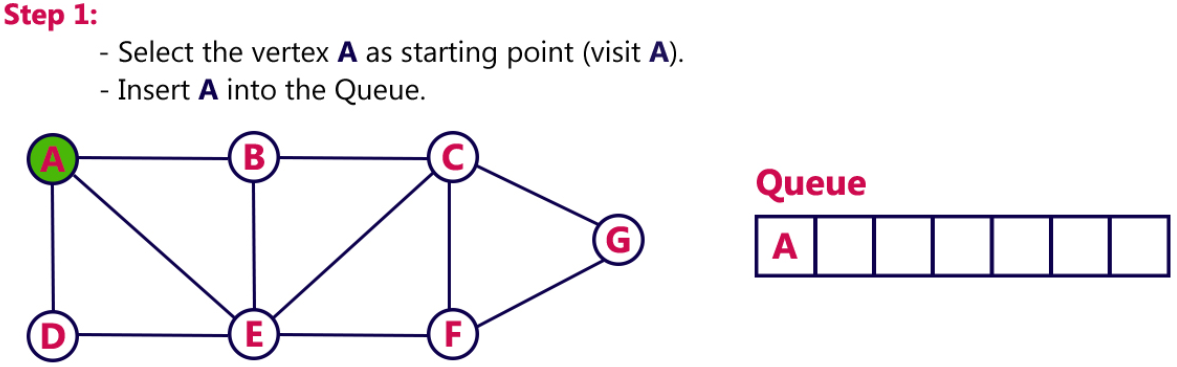 Step 1:
- Select the vertex A as starting point (visit A).
- Insert A into the Queue.
A B C
Queue
G A
D E F